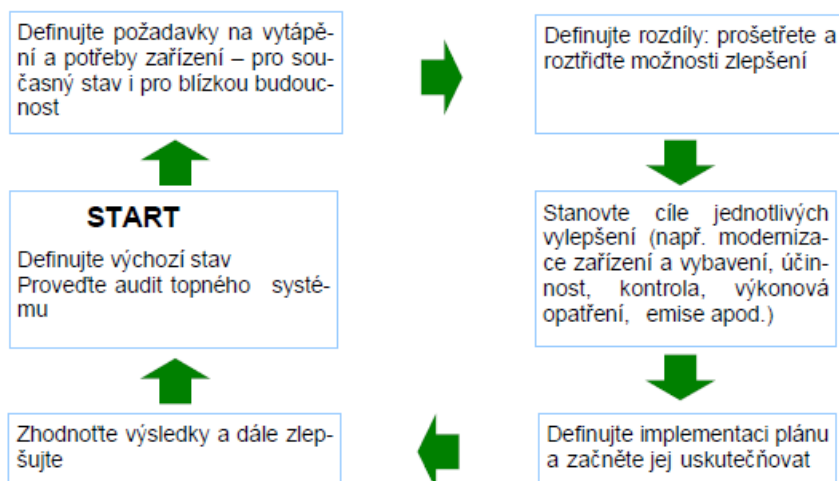 Definujte požadavky na vytápě-
ní a potřeby zařízení – pro sou-
časný stav i pro blízkou budouc-
nost
Definujte rozdíly: prošetřete a
roztřiďte možnosti zlepšení
START
Definujte výchozí stav
Proveďte audit topného systé-
mu
Stanovte cíle jednotlivých
vylepšení (např. moderniza-
ce zařízení a vybavení, účin-
nost, kontrola, výkonová
opatření, emise apod.)
Zhodnoťte výsledky a dále zlep-
šujte
Definujte implementaci plánu
a začněte jej uskutečňovat